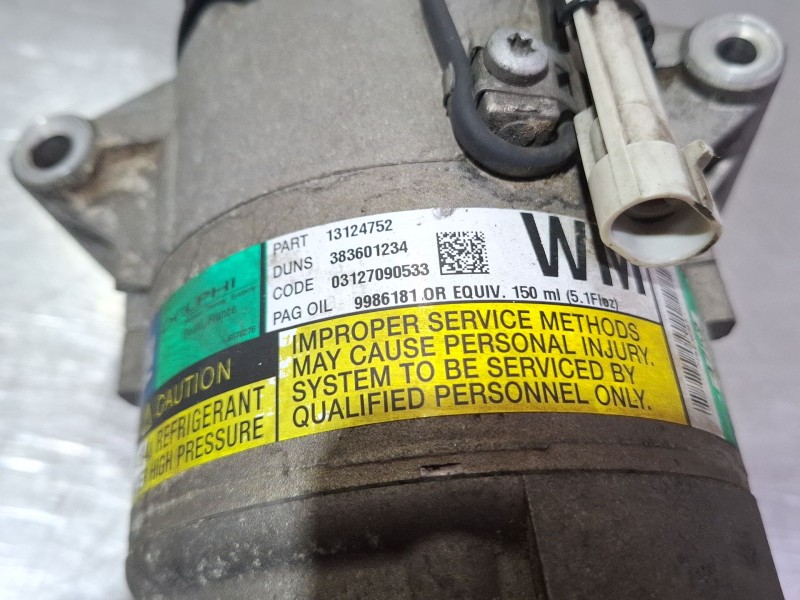 PART 13124752
DUNS 383601234
CODE 03127090533
PAG OIL 9986181 OR EQUIV. 150 ml (5.1Floz)
WM
DELPHI
France
CAUTION
REFRIGERANT
HIGH PRESSURE
IMPROPER SERVICE METHODS
MAY CAUSE PERSONAL INJURY.
SYSTEM TO BE SERVICED BY
QUALIFIED PERSONNEL ONLY.